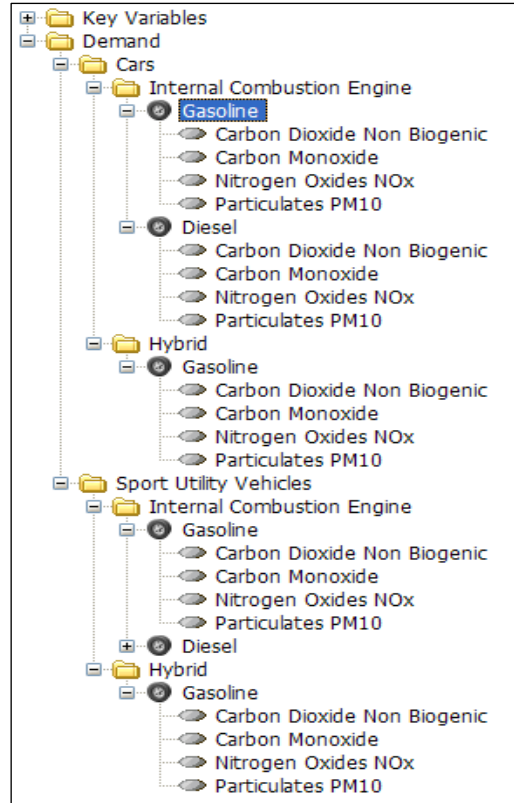 Key Variables
Demand
Cars
Internal Combustion Engine
Gasoline
Carbon Dioxide Non Biogenic
Carbon Monoxide
Nitrogen Oxides NOx
Particulates PM10
Diesel
Carbon Dioxide Non Biogenic
Carbon Monoxide
Nitrogen Oxides NOx
Particulates PM10
Hybrid
Gasoline
Carbon Dioxide Non Biogenic
Carbon Monoxide
Nitrogen Oxides NOx
Particulates PM10
Sport Utility Vehicles
Internal Combustion Engine
Gasoline
Carbon Dioxide Non Biogenic
Carbon Monoxide
Nitrogen Oxides NOx
Particulates PM10
Diesel
Hybrid
Gasoline
Carbon Dioxide Non Biogenic
Carbon Monoxide
Nitrogen Oxides NOx
Particulates PM10